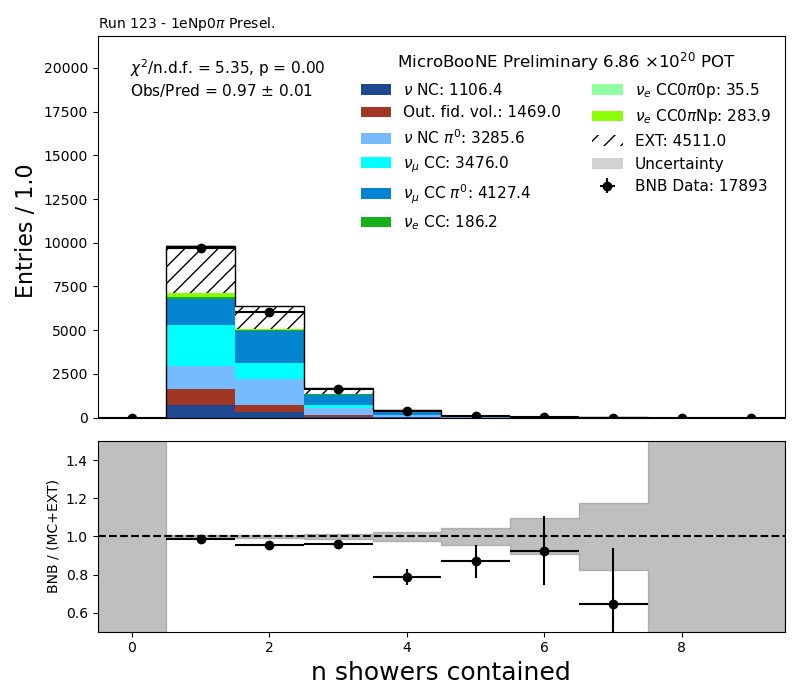 Run 123 - 1eNp0π Presel.
χ²/n.d.f. = 5.35, p = 0.00
Obs/Pred = 0.97 ± 0.01
MicroBooNE Preliminary 6.86 ×10²⁰ POT
ν NC: 1106.4
Out. fid. vol.: 1469.0
ν NC π⁰: 3285.6
ν_μ CC: 3476.0
ν_μ CC π⁰: 4127.4
ν_e CC: 186.2
ν_e CC0π0p: 35.5
ν_e CC0πNp: 283.9
EXT: 4511.0
Uncertainty
BNB Data: 17893
Entries / 1.0
20000
17500
15000
12500
10000
7500
5000
2500
0
BNB / (MC+EXT)
1.4
1.2
1.0
0.8
0.6
0 2 4 6 8
n showers contained